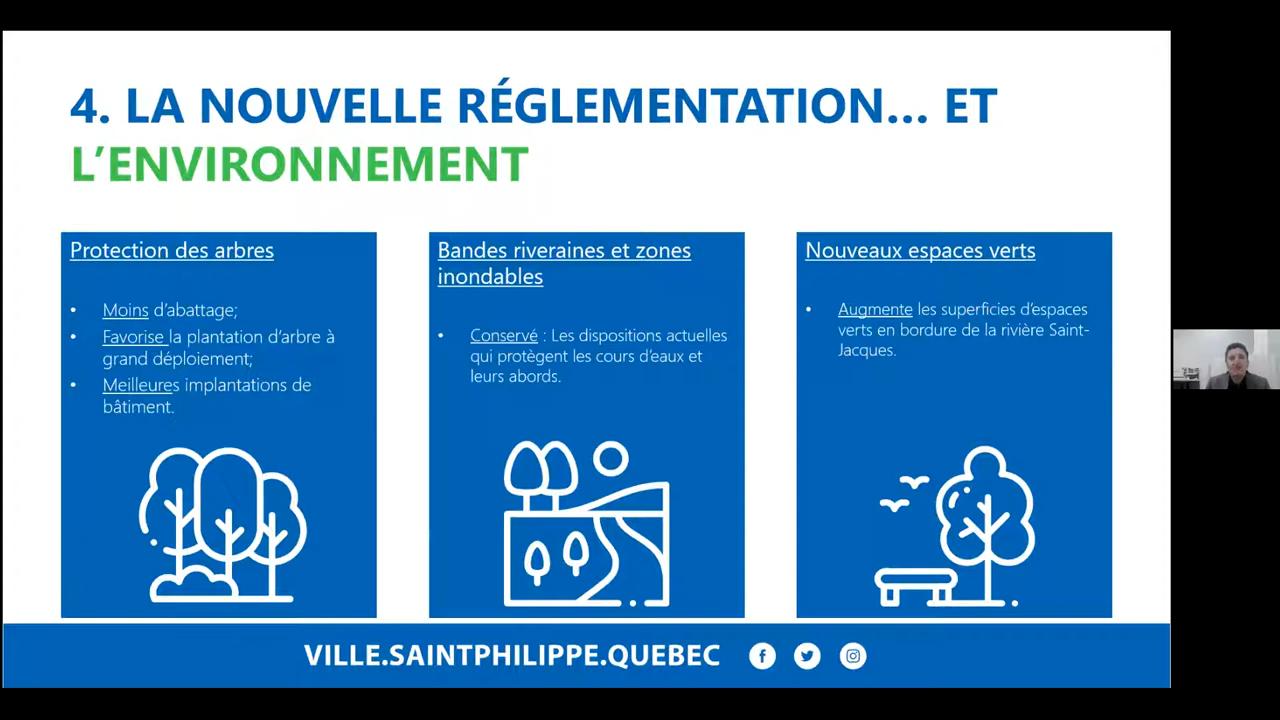 4. LA NOUVELLE RÉGLEMENTATION... ET
L'ENVIRONNEMENT
Protection des arbres
• Moins d'abattage;
• Favorise la plantation d'arbre à
grand déploiement;
• Meilleures implantations de
bâtiment.
Bandes riveraines et zones
inondables
• Conservé : Les dispositions actuelles
qui protègent les cours d'eaux et
leurs abords.
Nouveaux espaces verts
• Augmente les superficies d'espaces
verts en bordure de la rivière Saint-
Jacques.
VILLE.SAINTPHILIPPE.QUEBEC